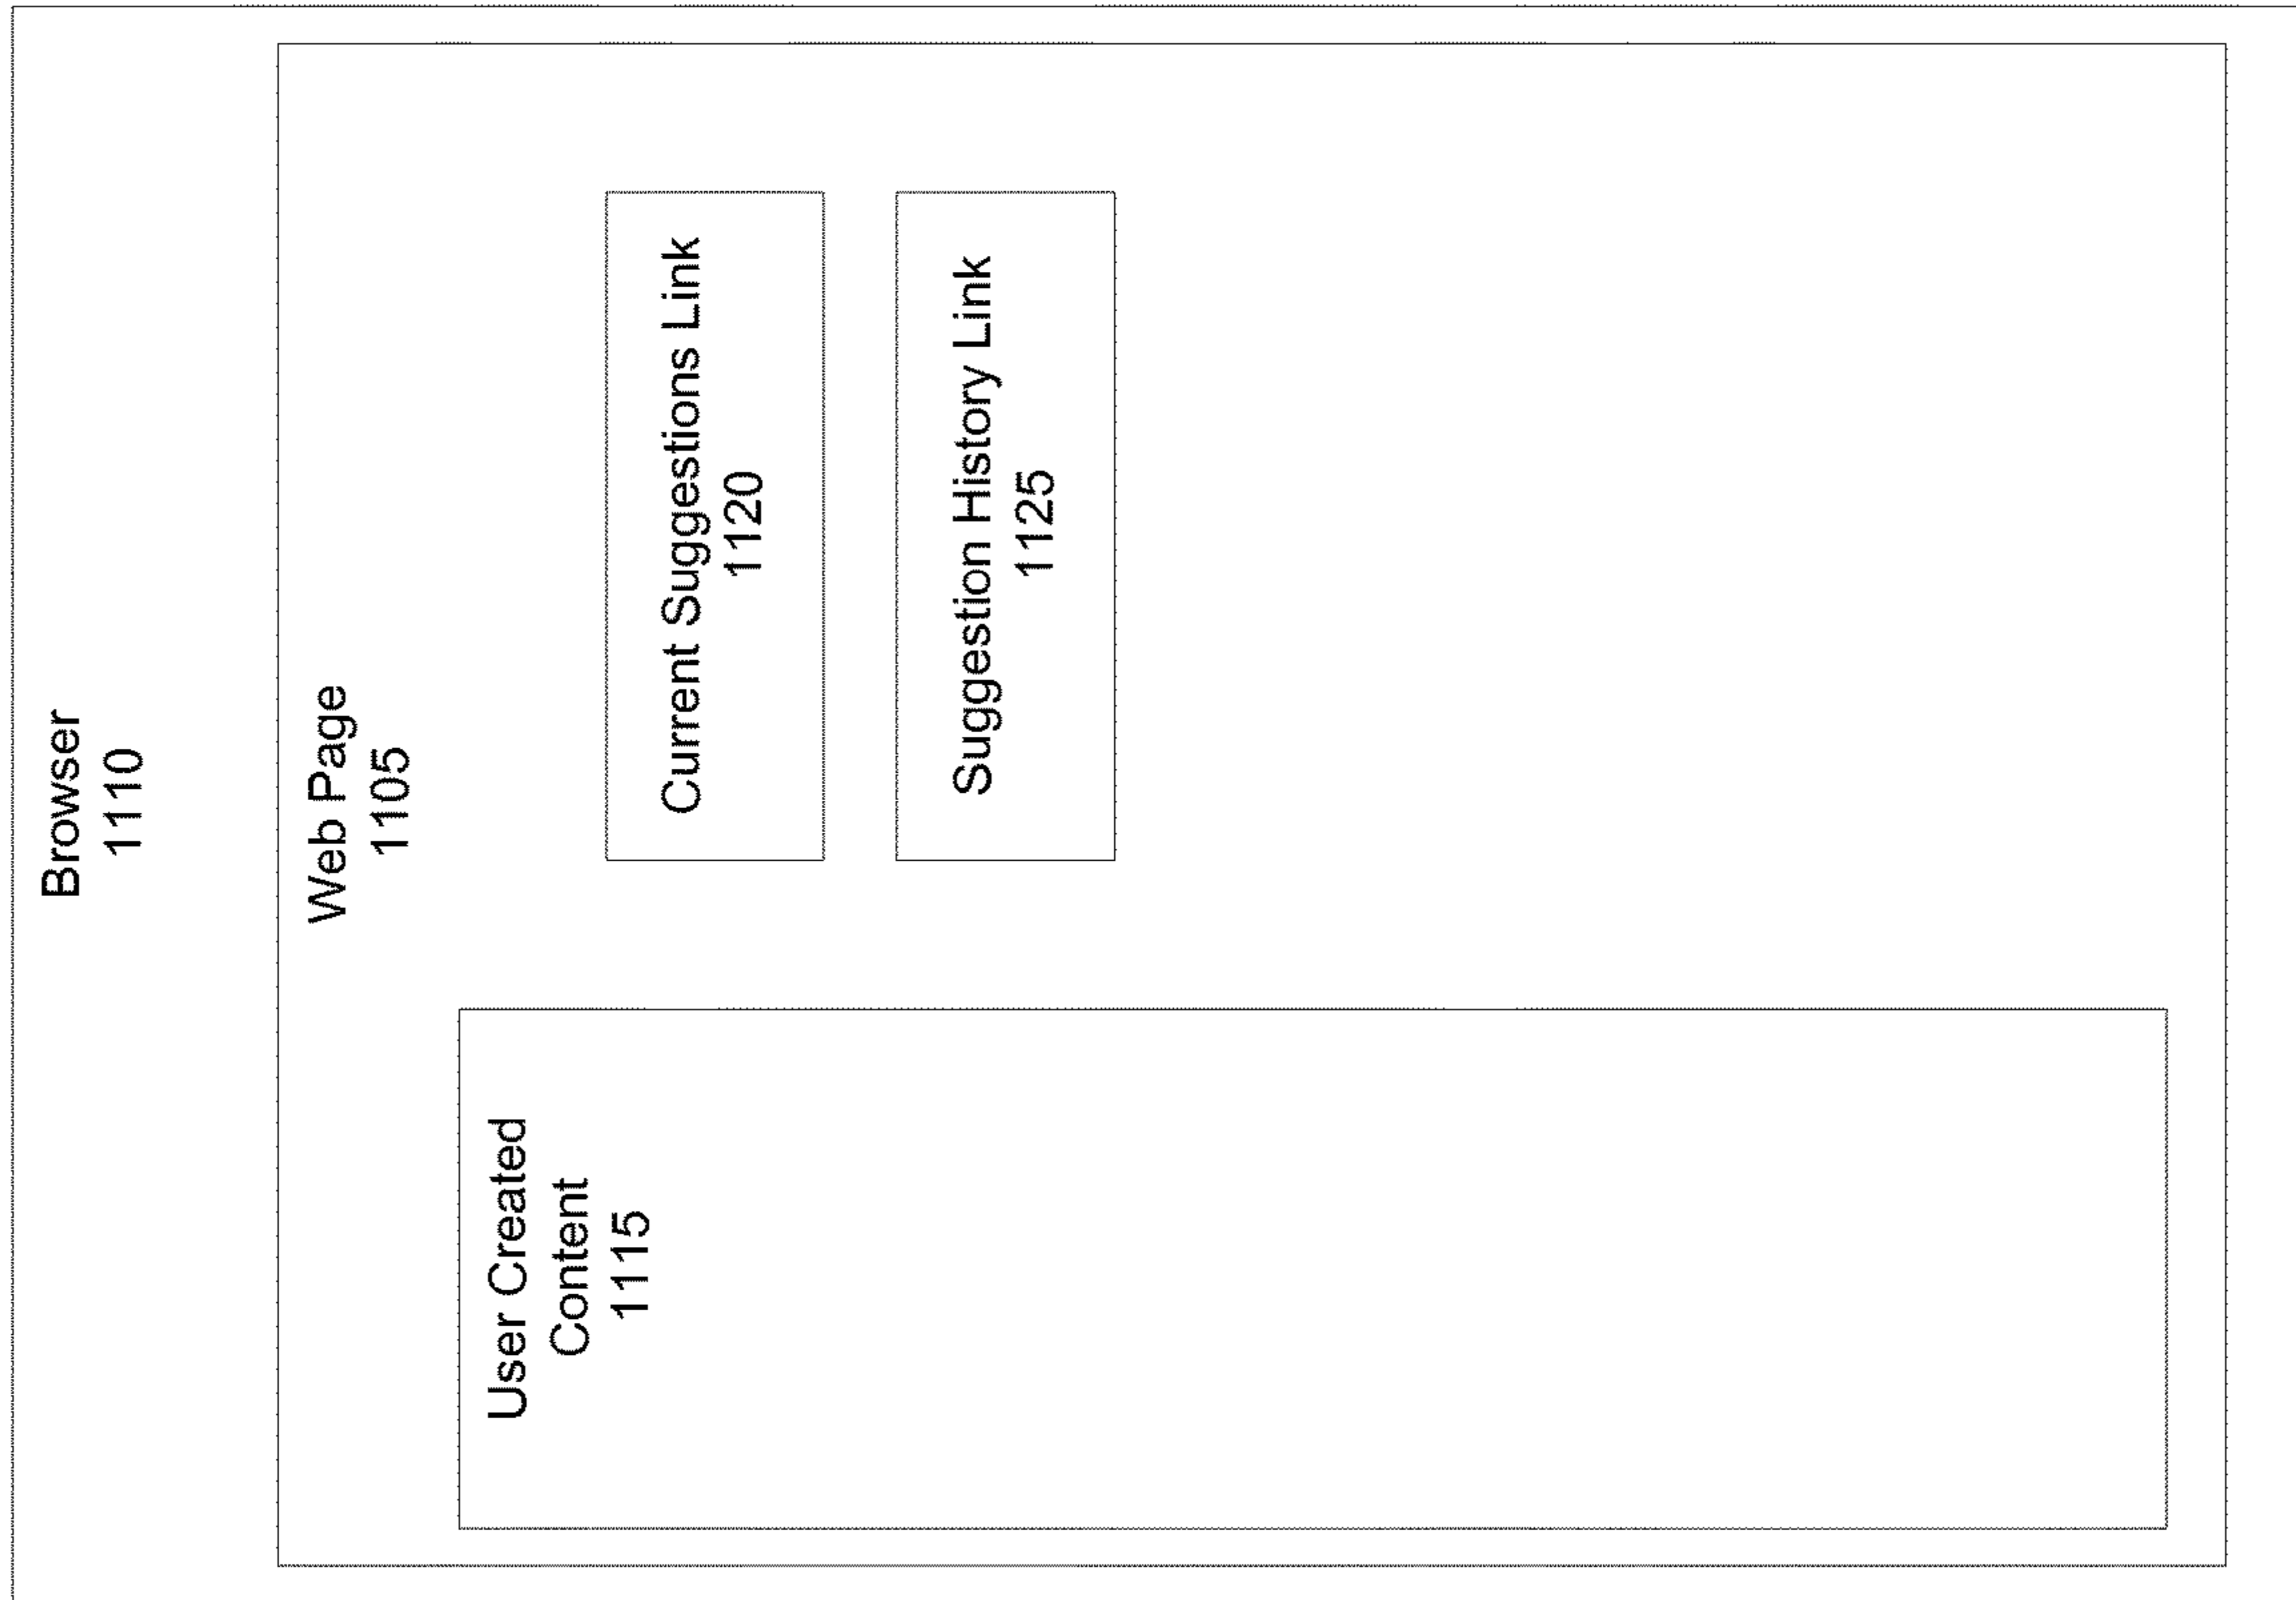 Browser
1110
Web Page
1105
User Created
Content
1115
Current Suggestions Link
1120
Suggestion History Link
1125